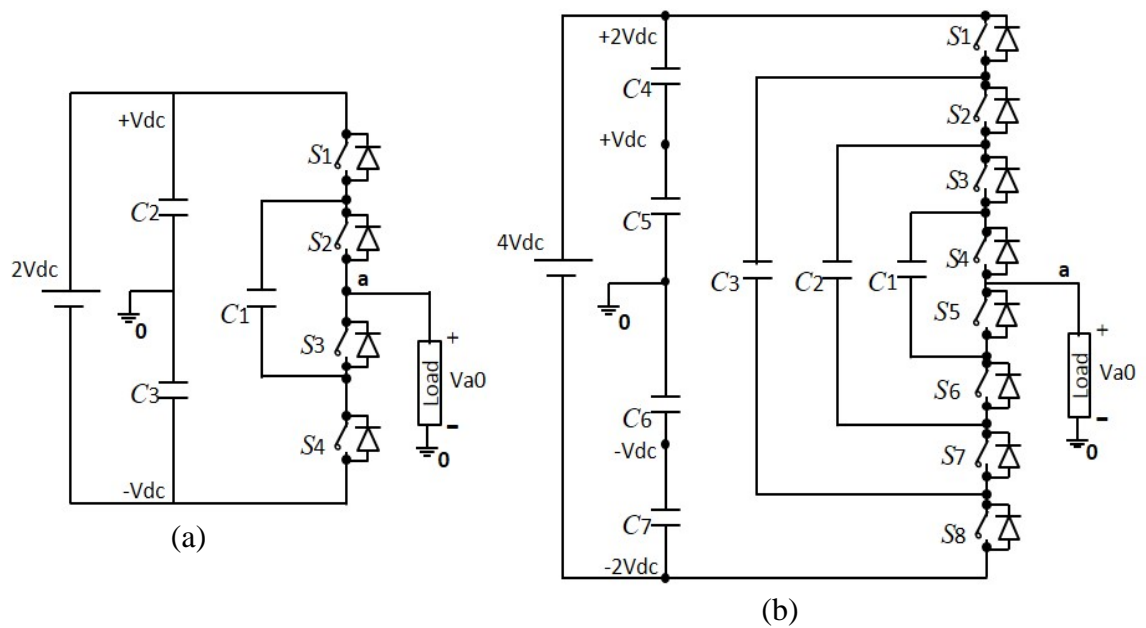 +Vdc
S1
C2
S2
2Vdc
a
0
C1
S3
+
Load
Va0
C3
-
S4
0
-Vdc
(a)
+2Vdc
S1
C4
S2
+Vdc
S3
C5
S4
4Vdc
a
C3
C2
C1
0
S5
+
Load
Va0
S6
C6
-
-Vdc
S7
0
C7
S8
-2Vdc
(b)